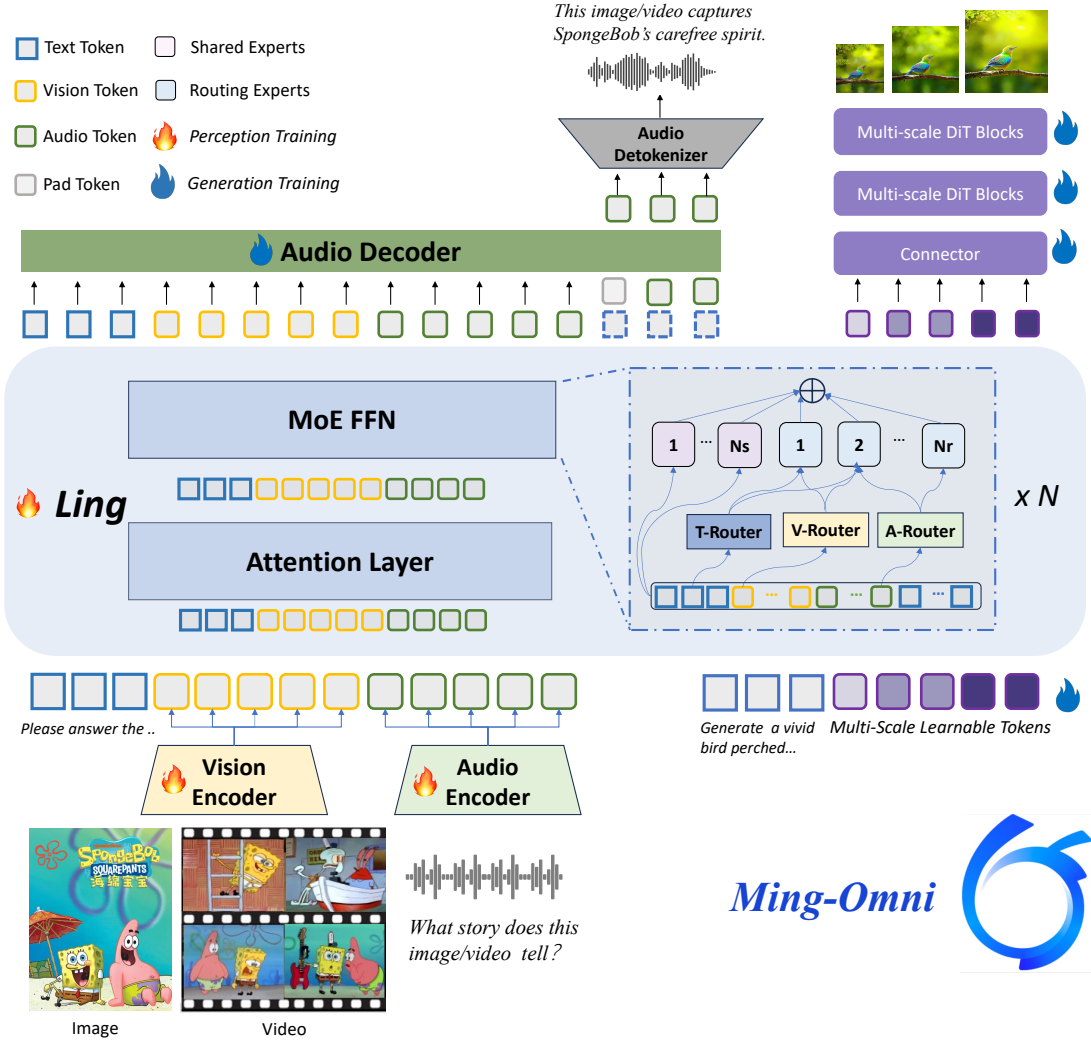 This image/video captures
SpongeBob's carefree spirit.
Text Token
Shared Experts
Vision Token
Routing Experts
Audio Token
Perception Training
Pad Token
Generation Training
Audio
Detokenizer
Multi-scale DiT Blocks
Multi-scale DiT Blocks
Connector
Audio Decoder
MoE FFN
Ling
Attention Layer
1
...
Ns
1
2
...
Nr
T-Router
V-Router
A-Router
...
...
...
x N
Please answer the ..
Generate a vivid
bird perched...
Multi-Scale Learnable Tokens
Vision
Encoder
Audio
Encoder
SpongeBob
SQUAREPANTS
海绵宝宝
What story does this
image/video tell？
Ming-Omni
Image
Video